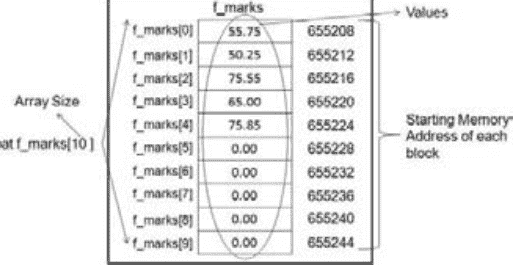 f_marks
Values
f_marks[0] 55.75 655208
f_marks[1] 50.25 655212
f_marks[2] 75.55 655216
f_marks[3] 65.00 655220
f_marks[4] 75.85 655224
f_marks[5] 0.00 655228
f_marks[6] 0.00 655232
f_marks[7] 0.00 655236
f_marks[8] 0.00 655240
f_marks[9] 0.00 655244
Array Size
at f_marks[10 ]
Starting Memory
Address of each
block